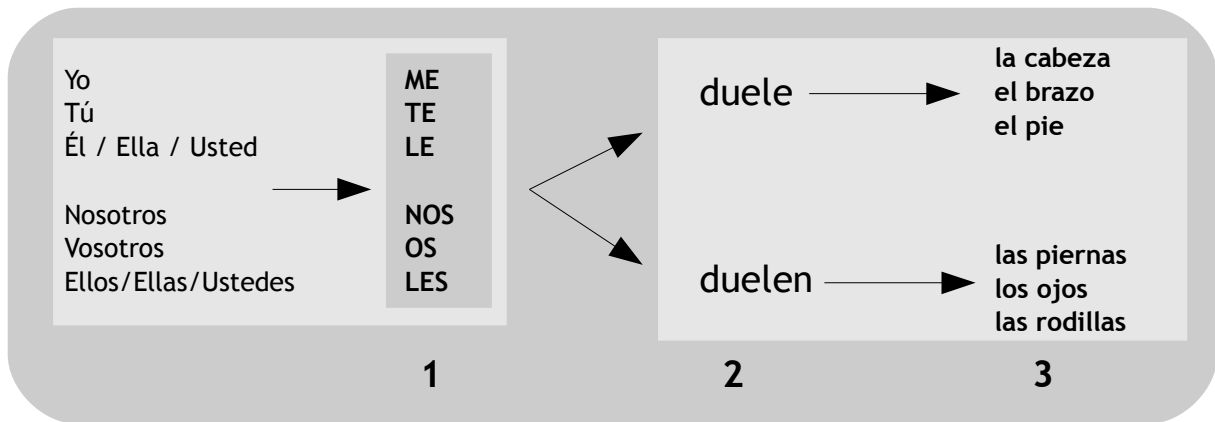 Yo
Tú
Él / Ella / Usted
Nosotros
Vosotros
Ellos/Ellas/Ustedes
ME
TE
LE
NOS
OS
LES
duele
la cabeza
el brazo
el pie
duelen
las piernas
los ojos
las rodillas
1
2
3